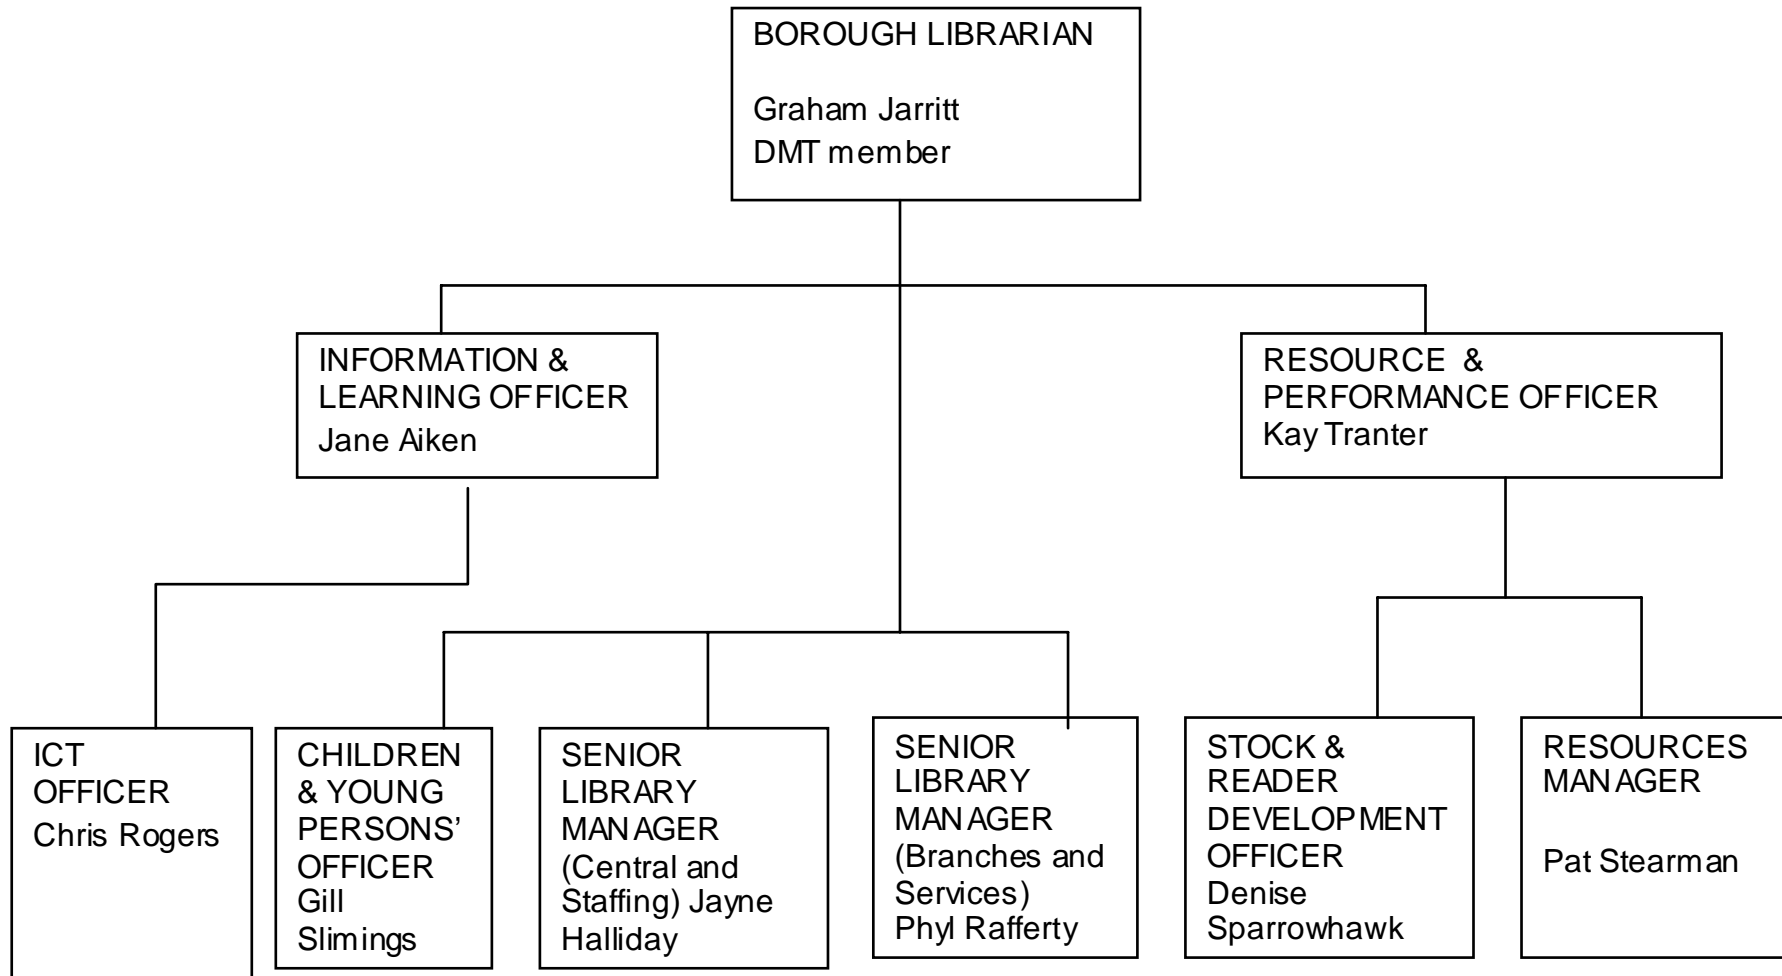 BOROUGH LIBRARIAN
Graham Jarritt
DMT member
INFORMATION &
LEARNING OFFICER
Jane Aiken
RESOURCE &
PERFORMANCE OFFICER
Kay Tranter
ICT
OFFICER
Chris Rogers
CHILDREN
& YOUNG
PERSONS’
OFFICER
Gill
Slimings
SENIOR
LIBRARY
MANAGER
(Central and
Staffing) Jayne
Halliday
SENIOR
LIBRARY
MANAGER
(Branches and
Services)
Phyl Rafferty
STOCK &
READER
DEVELOPMENT
OFFICER
Denise
Sparrowhawk
RESOURCES
MANAGER
Pat Stearman